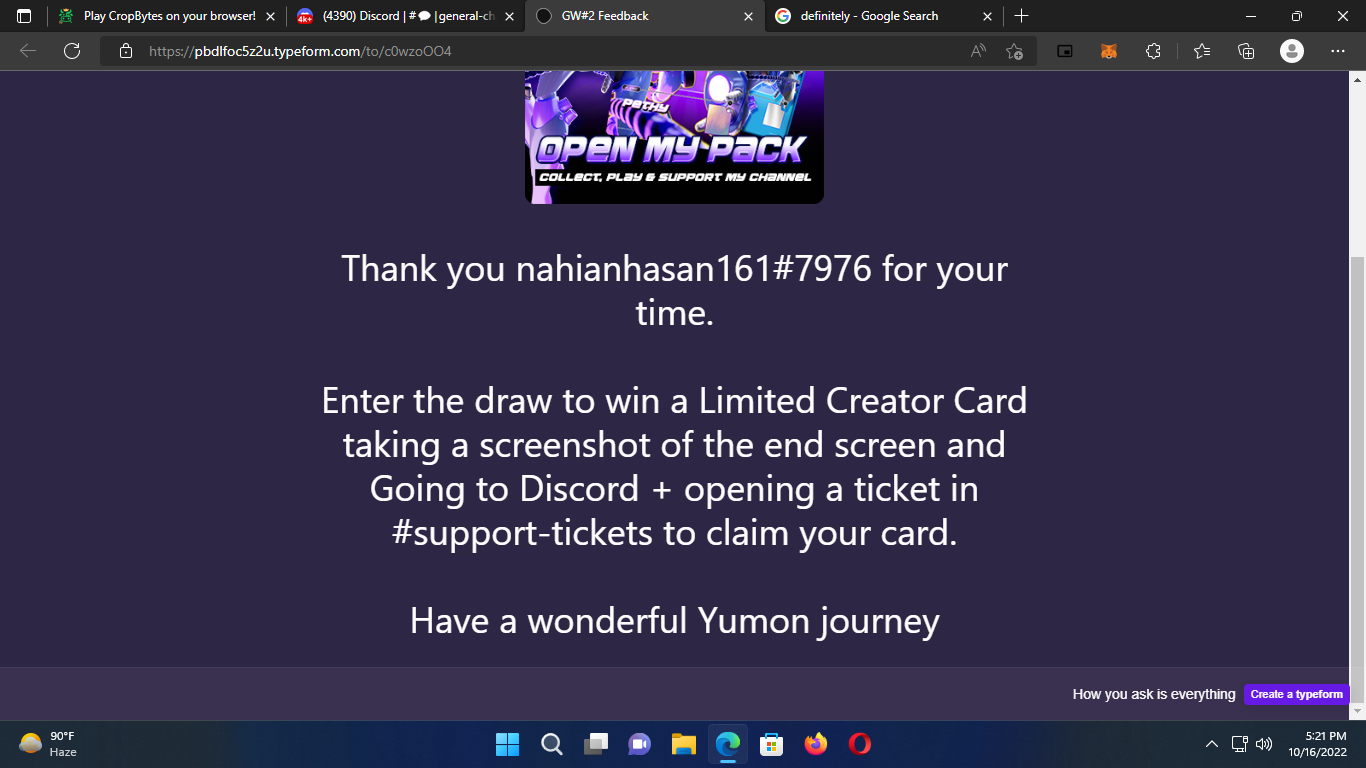 Play CropBytes on your browser!
(4390) Discord | #💬|general-ch
GW#2 Feedback
definitely - Google Search
https://pbdlfoc5z2u.typeform.com/to/c0wzoOO4
PETHY
OPEN MY PACK
COLLECT, PLAY & SUPPORT MY CHANNEL
Thank you nahianhasan161#7976 for your
time.
Enter the draw to win a Limited Creator Card
taking a screenshot of the end screen and
Going to Discord + opening a ticket in
#support-tickets to claim your card.
Have a wonderful Yumon journey
How you ask is everything
Create a typeform
90°F
Haze
5:21 PM
10/16/2022